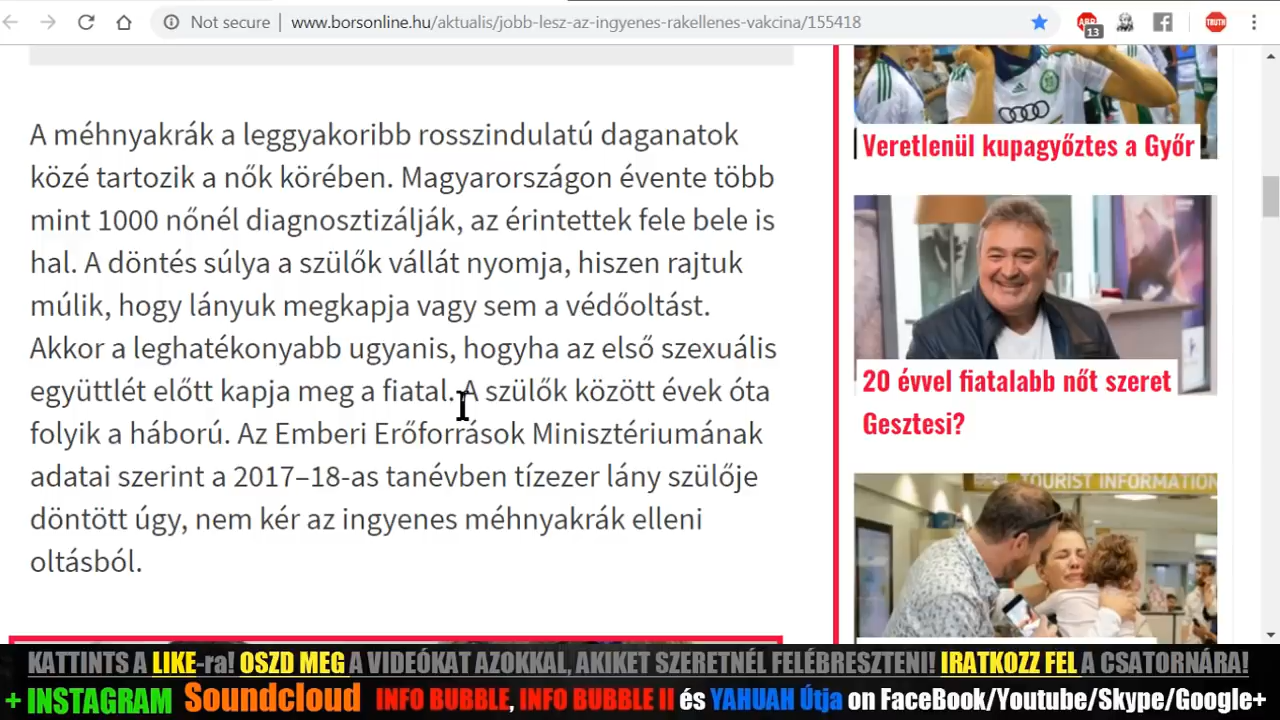 Not secure
www.borsonline.hu/aktualis/jobb-lesz-az-ingyenes-rakellenes-vakcina/155418
ABP
13
TRUTH
A méhnyakrák a leggyakoribb rosszindulatú daganatok
közé tartozik a nők körében. Magyarországon évente több
mint 1000 nőnél diagnosztizálják, az érintettek fele bele is
hal. A döntés súlya a szülők vállát nyomja, hiszen rajtuk
múlik, hogy lányuk megkapja vagy sem a védőoltást.
Akkor a leghatékonyabb ugyanis, hogyha az első szexuális
együttlét előtt kapja meg a fiatal. A szülők között évek óta
folyik a háború. Az Emberi Erőforrások Minisztériumának
adatai szerint a 2017–18-as tanévben tízezer lány szülője
döntött úgy, nem kér az ingyenes méhnyakrák elleni
oltásból.
Veretlenül kupagyőztes a Győr
20 évvel fiatalabb nőt szeret
Gesztesi?
TOURIST INFORMATION
KATTINTS A LIKE-ra! OSZD MEG A VIDEÓKAT AZOKKAL, AKIKET SZERETNÉL FELÉBRESZTENI! IRATKOZZ FEL A CSATORNÁRA!
+ INSTAGRAM Soundcloud INFO BUBBLE, INFO BUBBLE II és YAHUAH Útja on FaceBook/Youtube/Skype/Google+